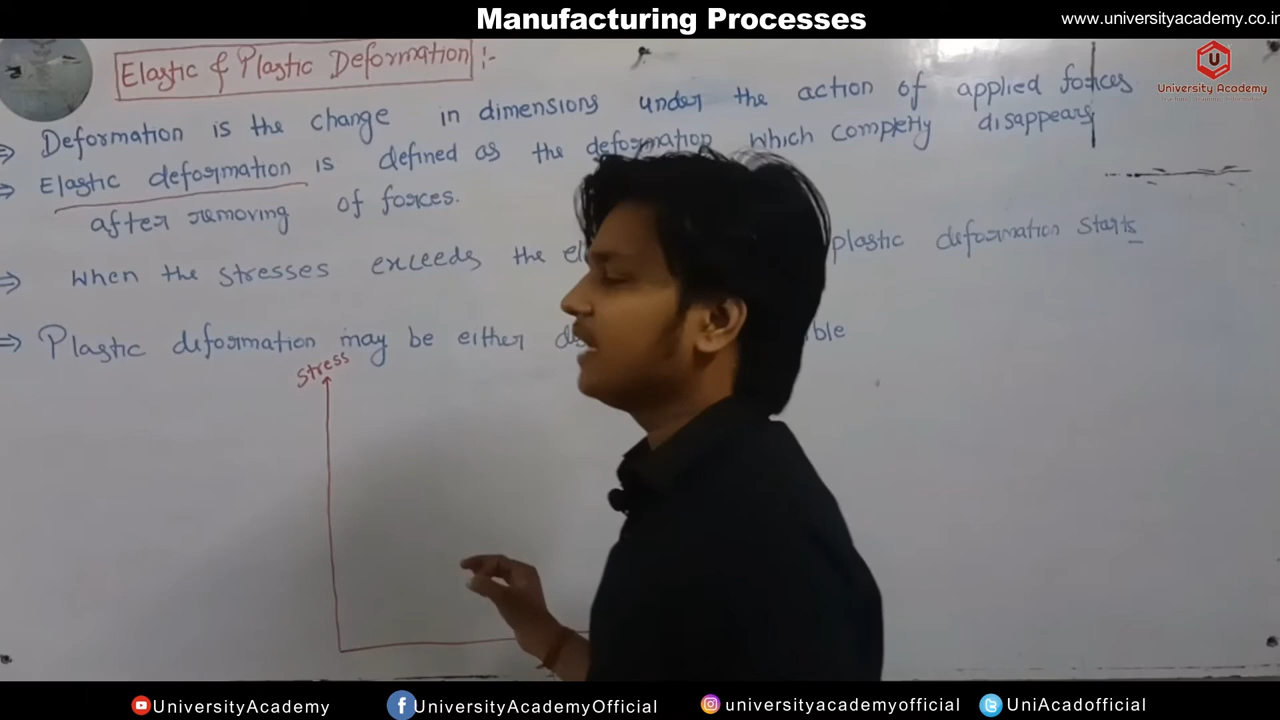 Manufacturing Processes
www.universityacademy.co.in
University Academy
Elastic & Plastic Deformation :-
⇒ Deformation is the change in dimensions under the action of applied forces
⇒ Elastic deformation is defined as the deformation which completly disappears
after removing of forces.
⇒ When the stresses exceeds the plastic deformation starts
⇒ Plastic deformation may be either
Stress
UniversityAcademy
UniversityAcademyOfficial
universityacademyofficial
UniAcadofficial